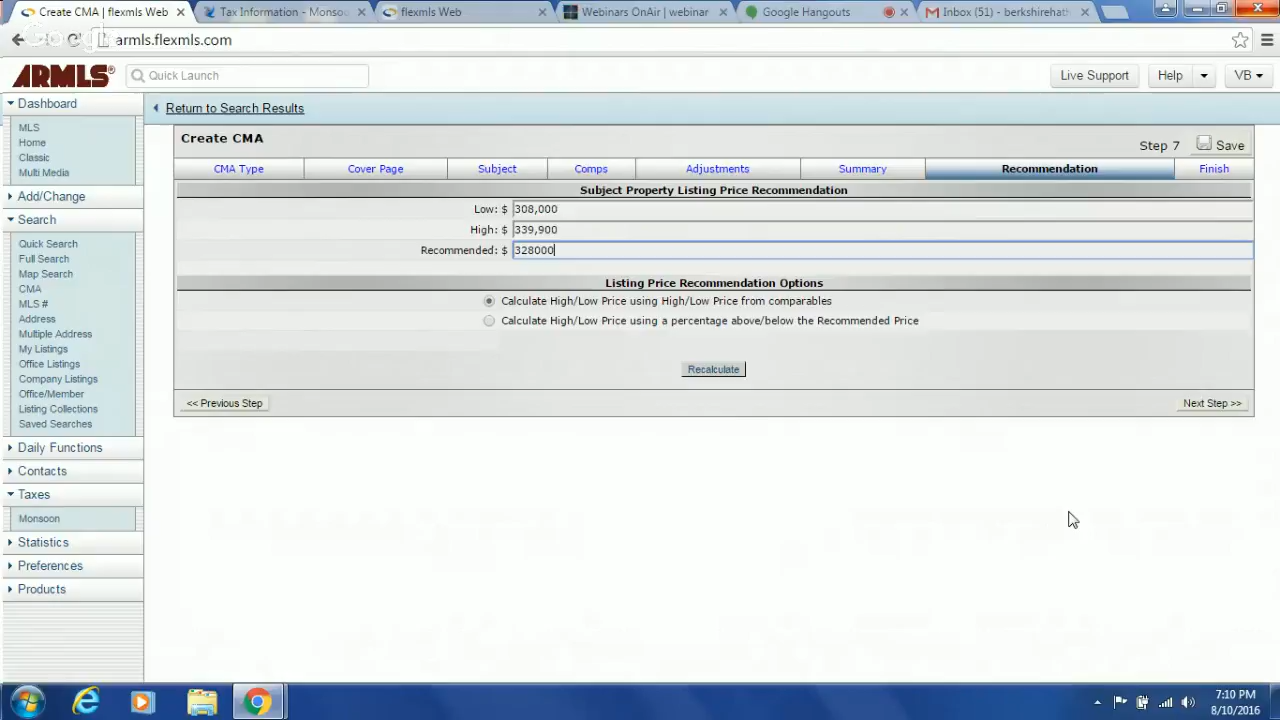 Create CMA | flexmls Web
Tax Information - Monsoo
flexmls Web
Webinars OnAir | webinar
Google Hangouts
Inbox (51) - berkshirehath
armls.flexmls.com
ARMLS®
Quick Launch
Live Support
Help
VB
Dashboard
MLS
Home
Classic
Multi Media
Add/Change
Search
Quick Search
Full Search
Map Search
CMA
MLS #
Address
Multiple Address
My Listings
Office Listings
Company Listings
Office/Member
Listing Collections
Saved Searches
Daily Functions
Contacts
Taxes
Monsoon
Statistics
Preferences
Products
Return to Search Results
Create CMA
Step 7
Save
CMA Type Cover Page Subject Comps Adjustments Summary Recommendation Finish
Subject Property Listing Price Recommendation
Low: $ 308,000
High: $ 339,900
Recommended: $ 328000
Listing Price Recommendation Options
Calculate High/Low Price using High/Low Price from comparables
Calculate High/Low Price using a percentage above/below the Recommended Price
Recalculate
<< Previous Step
Next Step >>
7:10 PM
8/10/2016